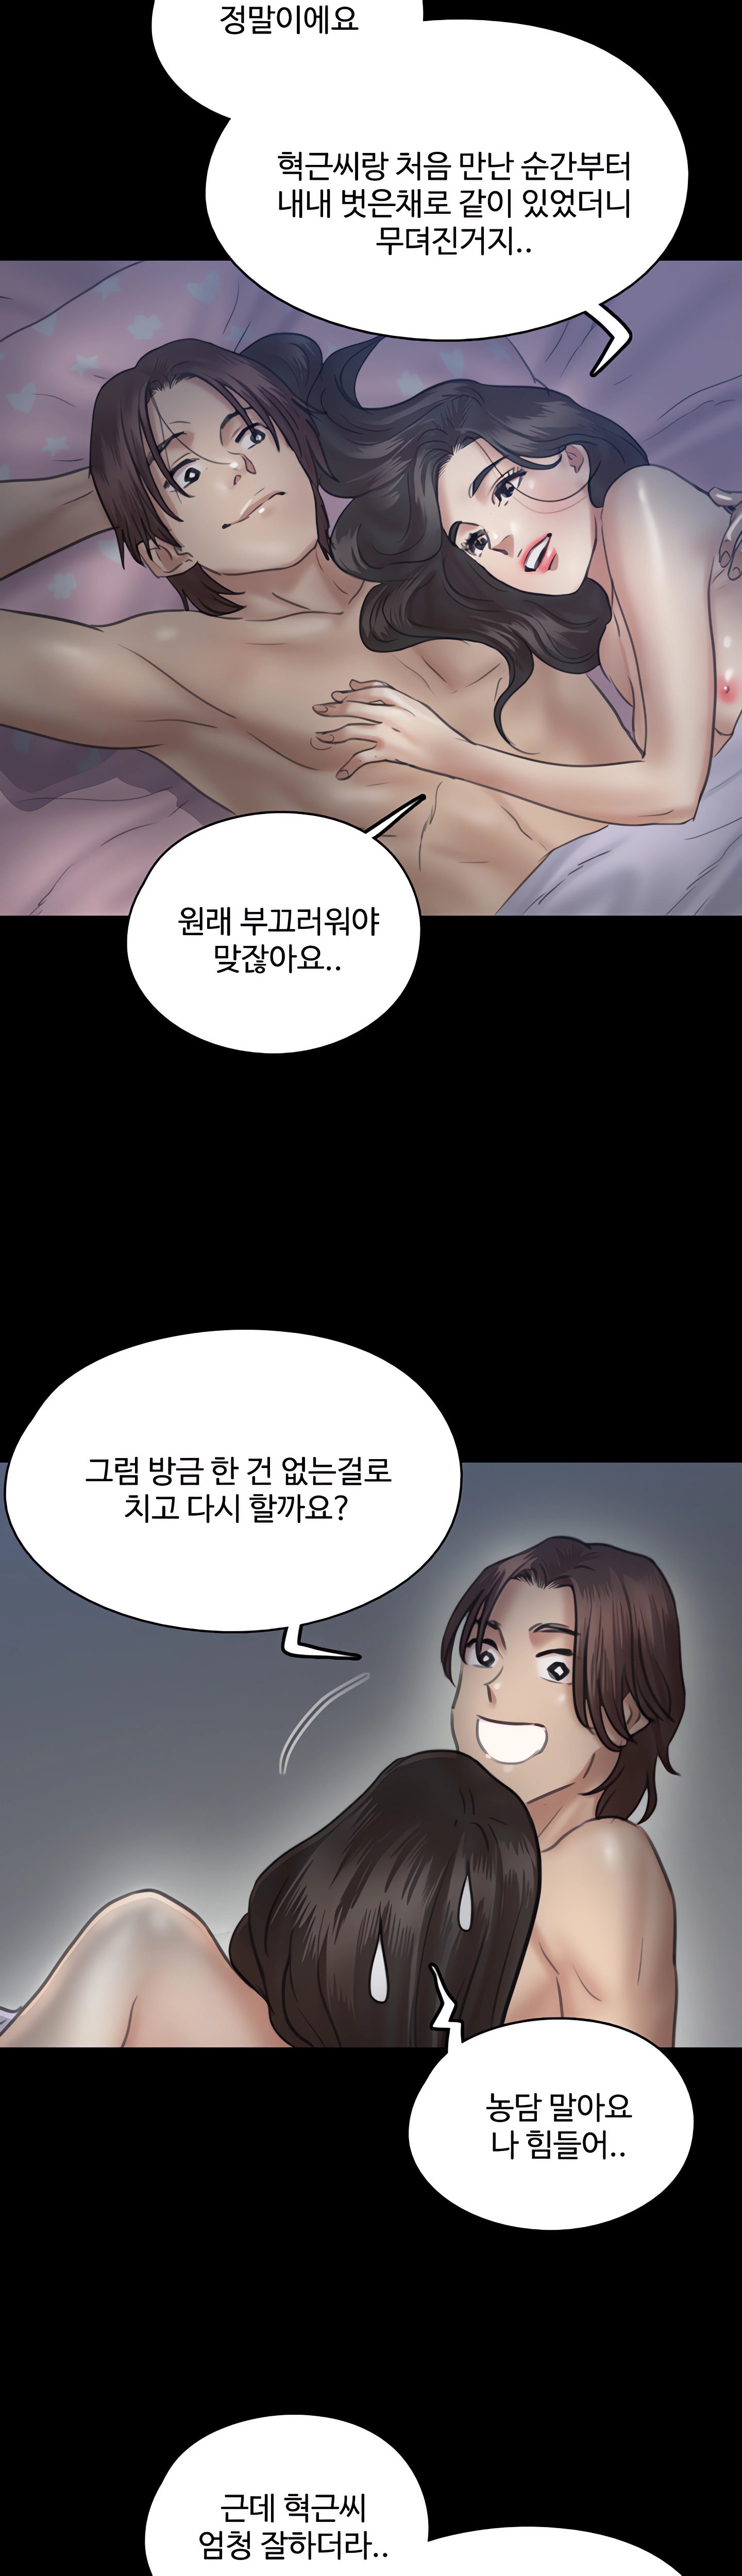 정말이에요
혁근씨랑 처음 만난 순간부터
내내 벗은채로 같이 있었더니
무뎌진거지..
원래 부끄러워야
맞잖아요..
그럼 방금 한 건 없는걸로
치고 다시 할까요?
농담 말아요
나 힘들어..
근데 혁근씨
엄청 잘하더라..